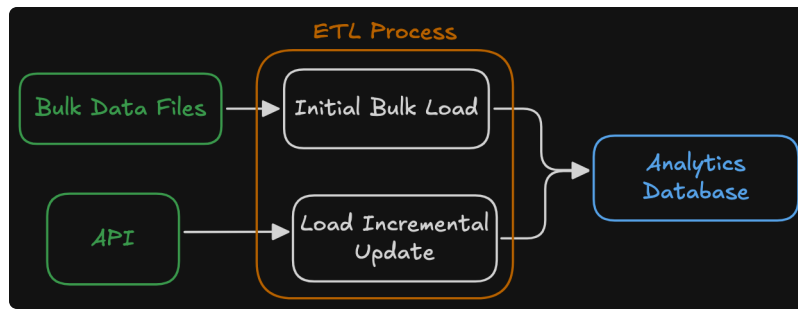 ETL Process
Bulk Data Files
Initial Bulk Load
Analytics
Database
API
Load Incremental
Update